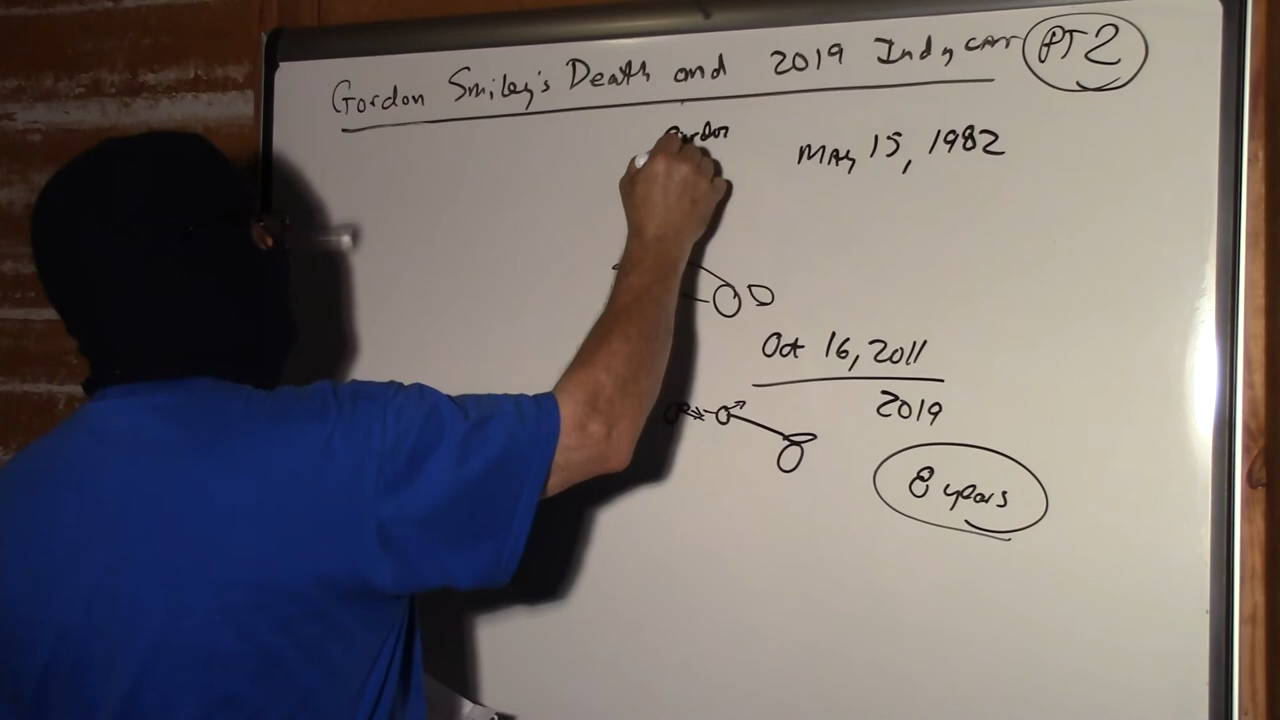 Gordon Smiley's Death and 2019 Indycar PT 2
Gordon
May 15, 1982
Oct 16, 2011
2019
8 years